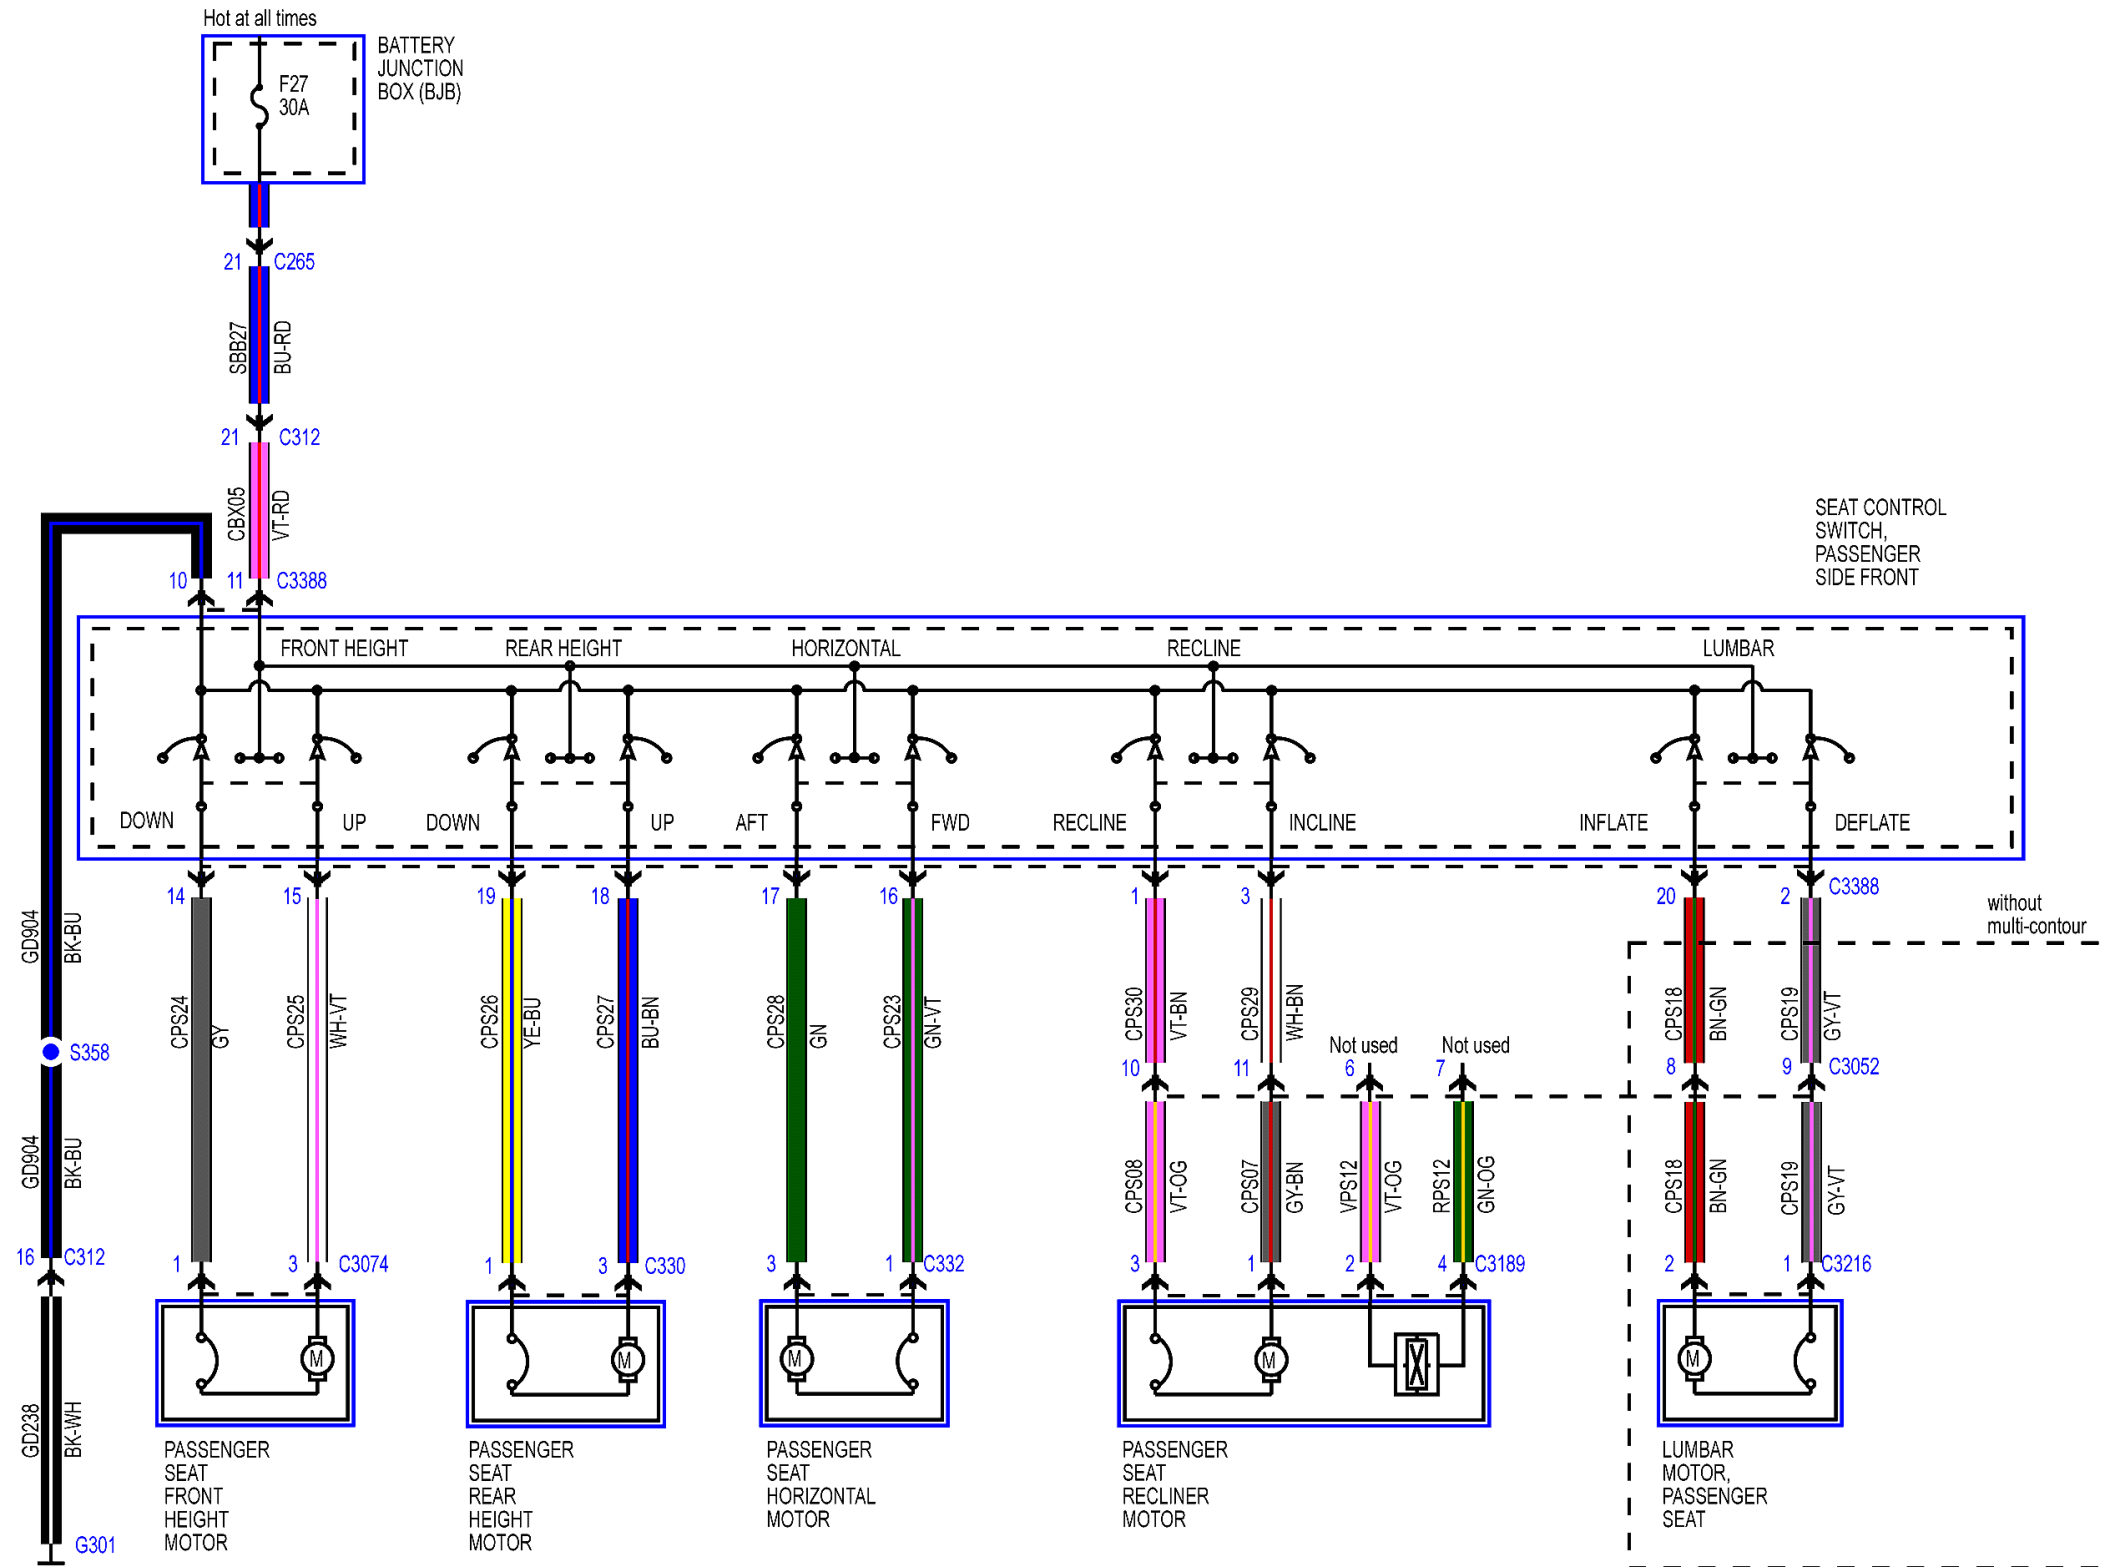 Hot at all times
BATTERY
JUNCTION
BOX (BJB)
F27
30A
21 C265
SBB27
BU-RD
21 C312
CBX05
VT-RD
10 11 C3388
SEAT CONTROL
SWITCH,
PASSENGER
SIDE FRONT
FRONT HEIGHT
REAR HEIGHT
HORIZONTAL
RECLINE
LUMBAR
DOWN
UP
DOWN
UP
AFT
FWD
RECLINE
INCLINE
INFLATE
DEFLATE
14 15 19 18 17 16 1 3 20 2 C3388
without
multi-contour
GD904
BK-BU
CPS24
GY
CPS25
WH-VT
CPS26
YE-BU
CPS27
BU-BN
CPS28
GN
CPS23
GN-VT
CPS30
VT-BN
CPS29
WH-BN
CPS18
BN-GN
CPS19
GY-VT
S358
Not used
Not used
10 11 6 7 8 9 C3052
GD904
BK-BU
CPS08
VT-OG
CPS07
GY-BN
VPS12
VT-OG
RPS12
GN-OG
CPS18
BN-GN
CPS19
GY-VT
16 C312
1 3 C3074
1 3 C330
3 1 C332
3 1 2 4 C3189
2 1 C3216
M
M
M
M
M
GD238
BK-WH
G301
PASSENGER
SEAT
FRONT
HEIGHT
MOTOR
PASSENGER
SEAT
REAR
HEIGHT
MOTOR
PASSENGER
SEAT
HORIZONTAL
MOTOR
PASSENGER
SEAT
RECLINER
MOTOR
LUMBAR
MOTOR,
PASSENGER
SEAT